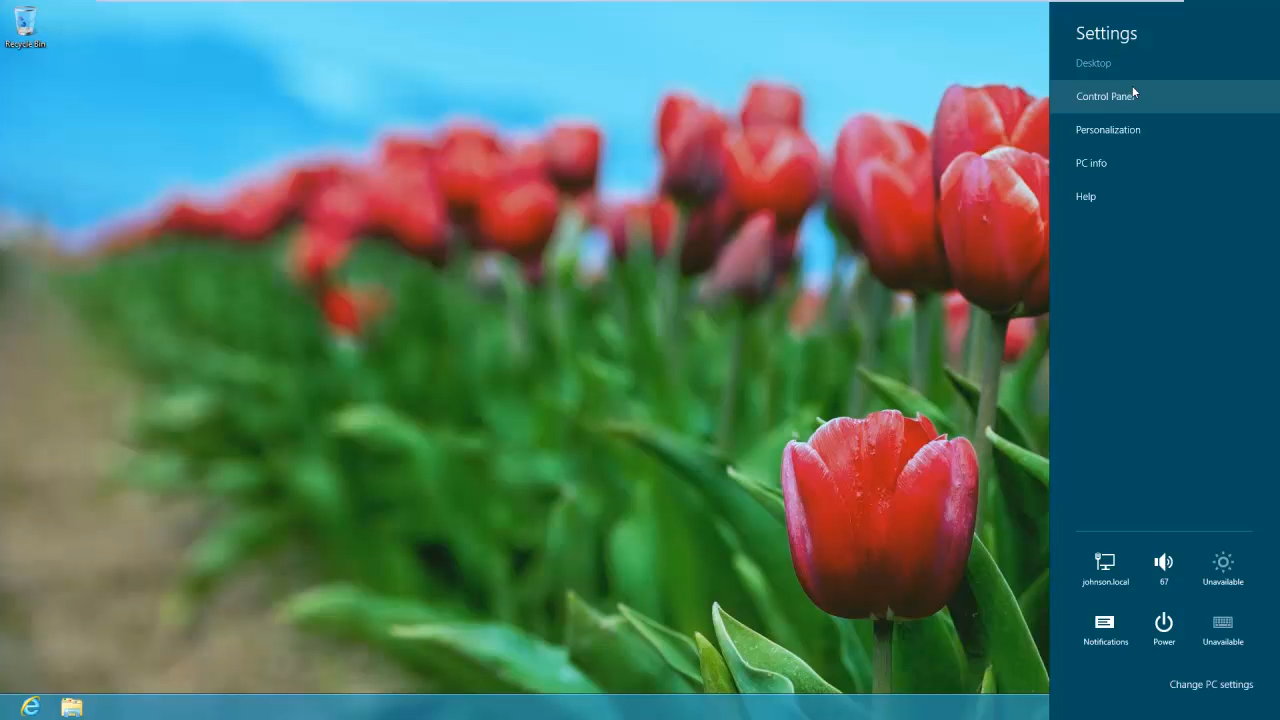 Recycle Bin
Settings
Desktop
Control Panel
Personalization
PC info
Help
johnson.local
67
Unavailable
Notifications
Power
Unavailable
Change PC settings